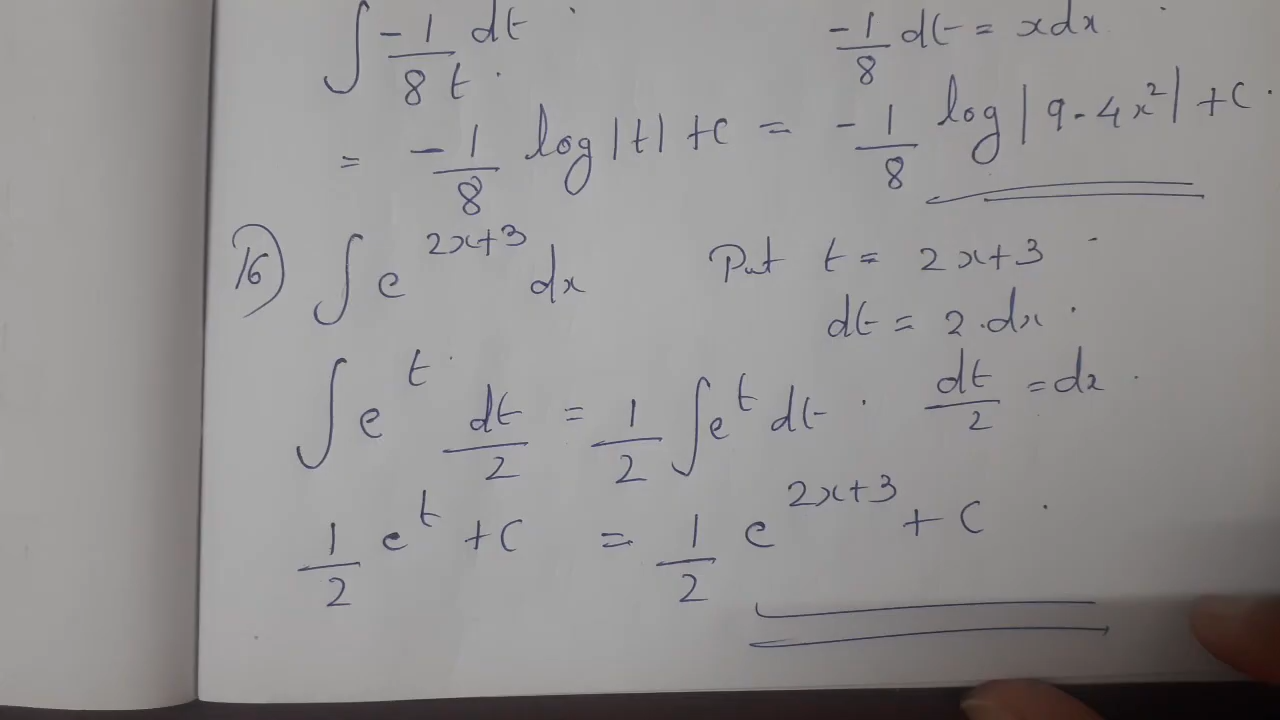 ∫ -1/8 dt/t    -1/8 dt = x dx
= -1/8 log|t| + c = -1/8 log|9-4x²| + c
16) ∫ e^(2x+3) dx    Put t = 2x+3
dt = 2.dx
∫ e^t dt/2 = 1/2 ∫ e^t dt    dt/2 = dx
1/2 e^t + c = 1/2 e^(2x+3) + c